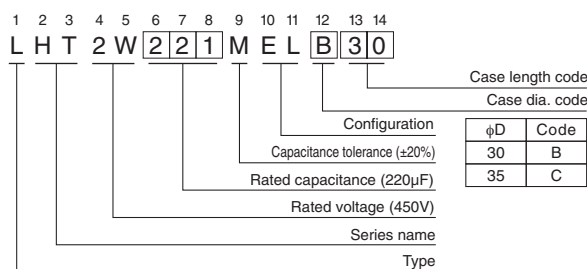 1 2 3 4 5 6 7 8 9 10 11 12 13 14
L H T 2 W 2 2 1 M E L B 3 0
Case length code
Case dia. code
Configuration
Capacitance tolerance (±20%)
Rated capacitance (220µF)
Rated voltage (450V)
Series name
Type
φD Code
30 B
35 C